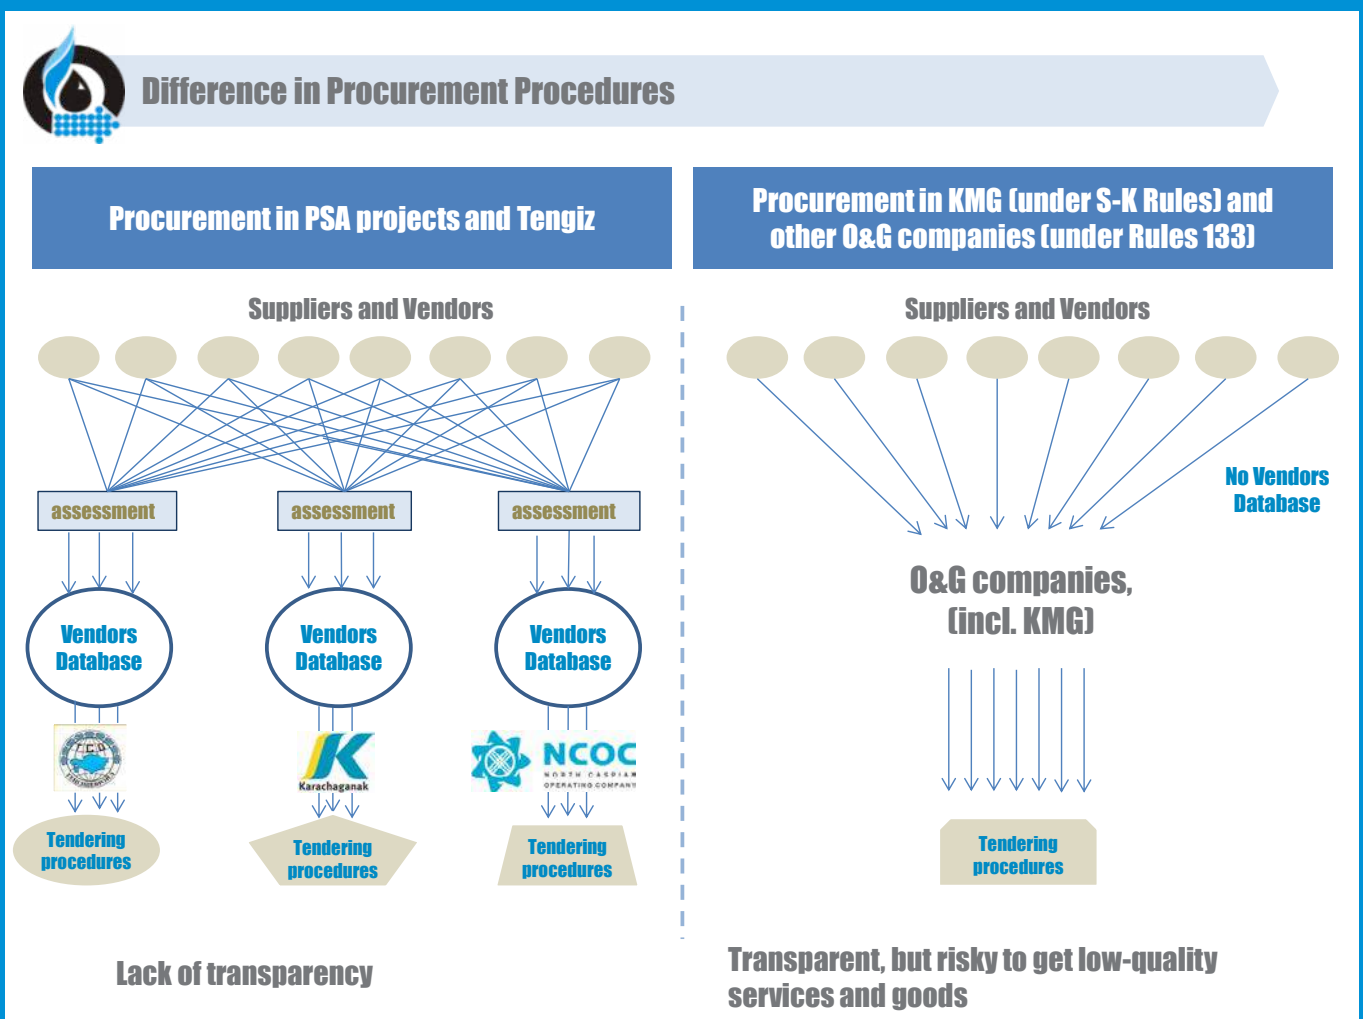 Difference in Procurement Procedures
Procurement in PSA projects and Tengiz
Suppliers and Vendors
assessment
assessment
assessment
Vendors
Database
Vendors
Database
Vendors
Database
TCO
Karachaganak
NCOC
NORTH CASPIAN
OPERATING COMPANY
Tendering
procedures
Tendering
procedures
Tendering
procedures
Lack of transparency
Procurement in KMG (under S-K Rules) and
other O&G companies (under Rules 133)
Suppliers and Vendors
No Vendors
Database
O&G companies,
(incl. KMG)
Tendering
procedures
Transparent, but risky to get low-quality
services and goods